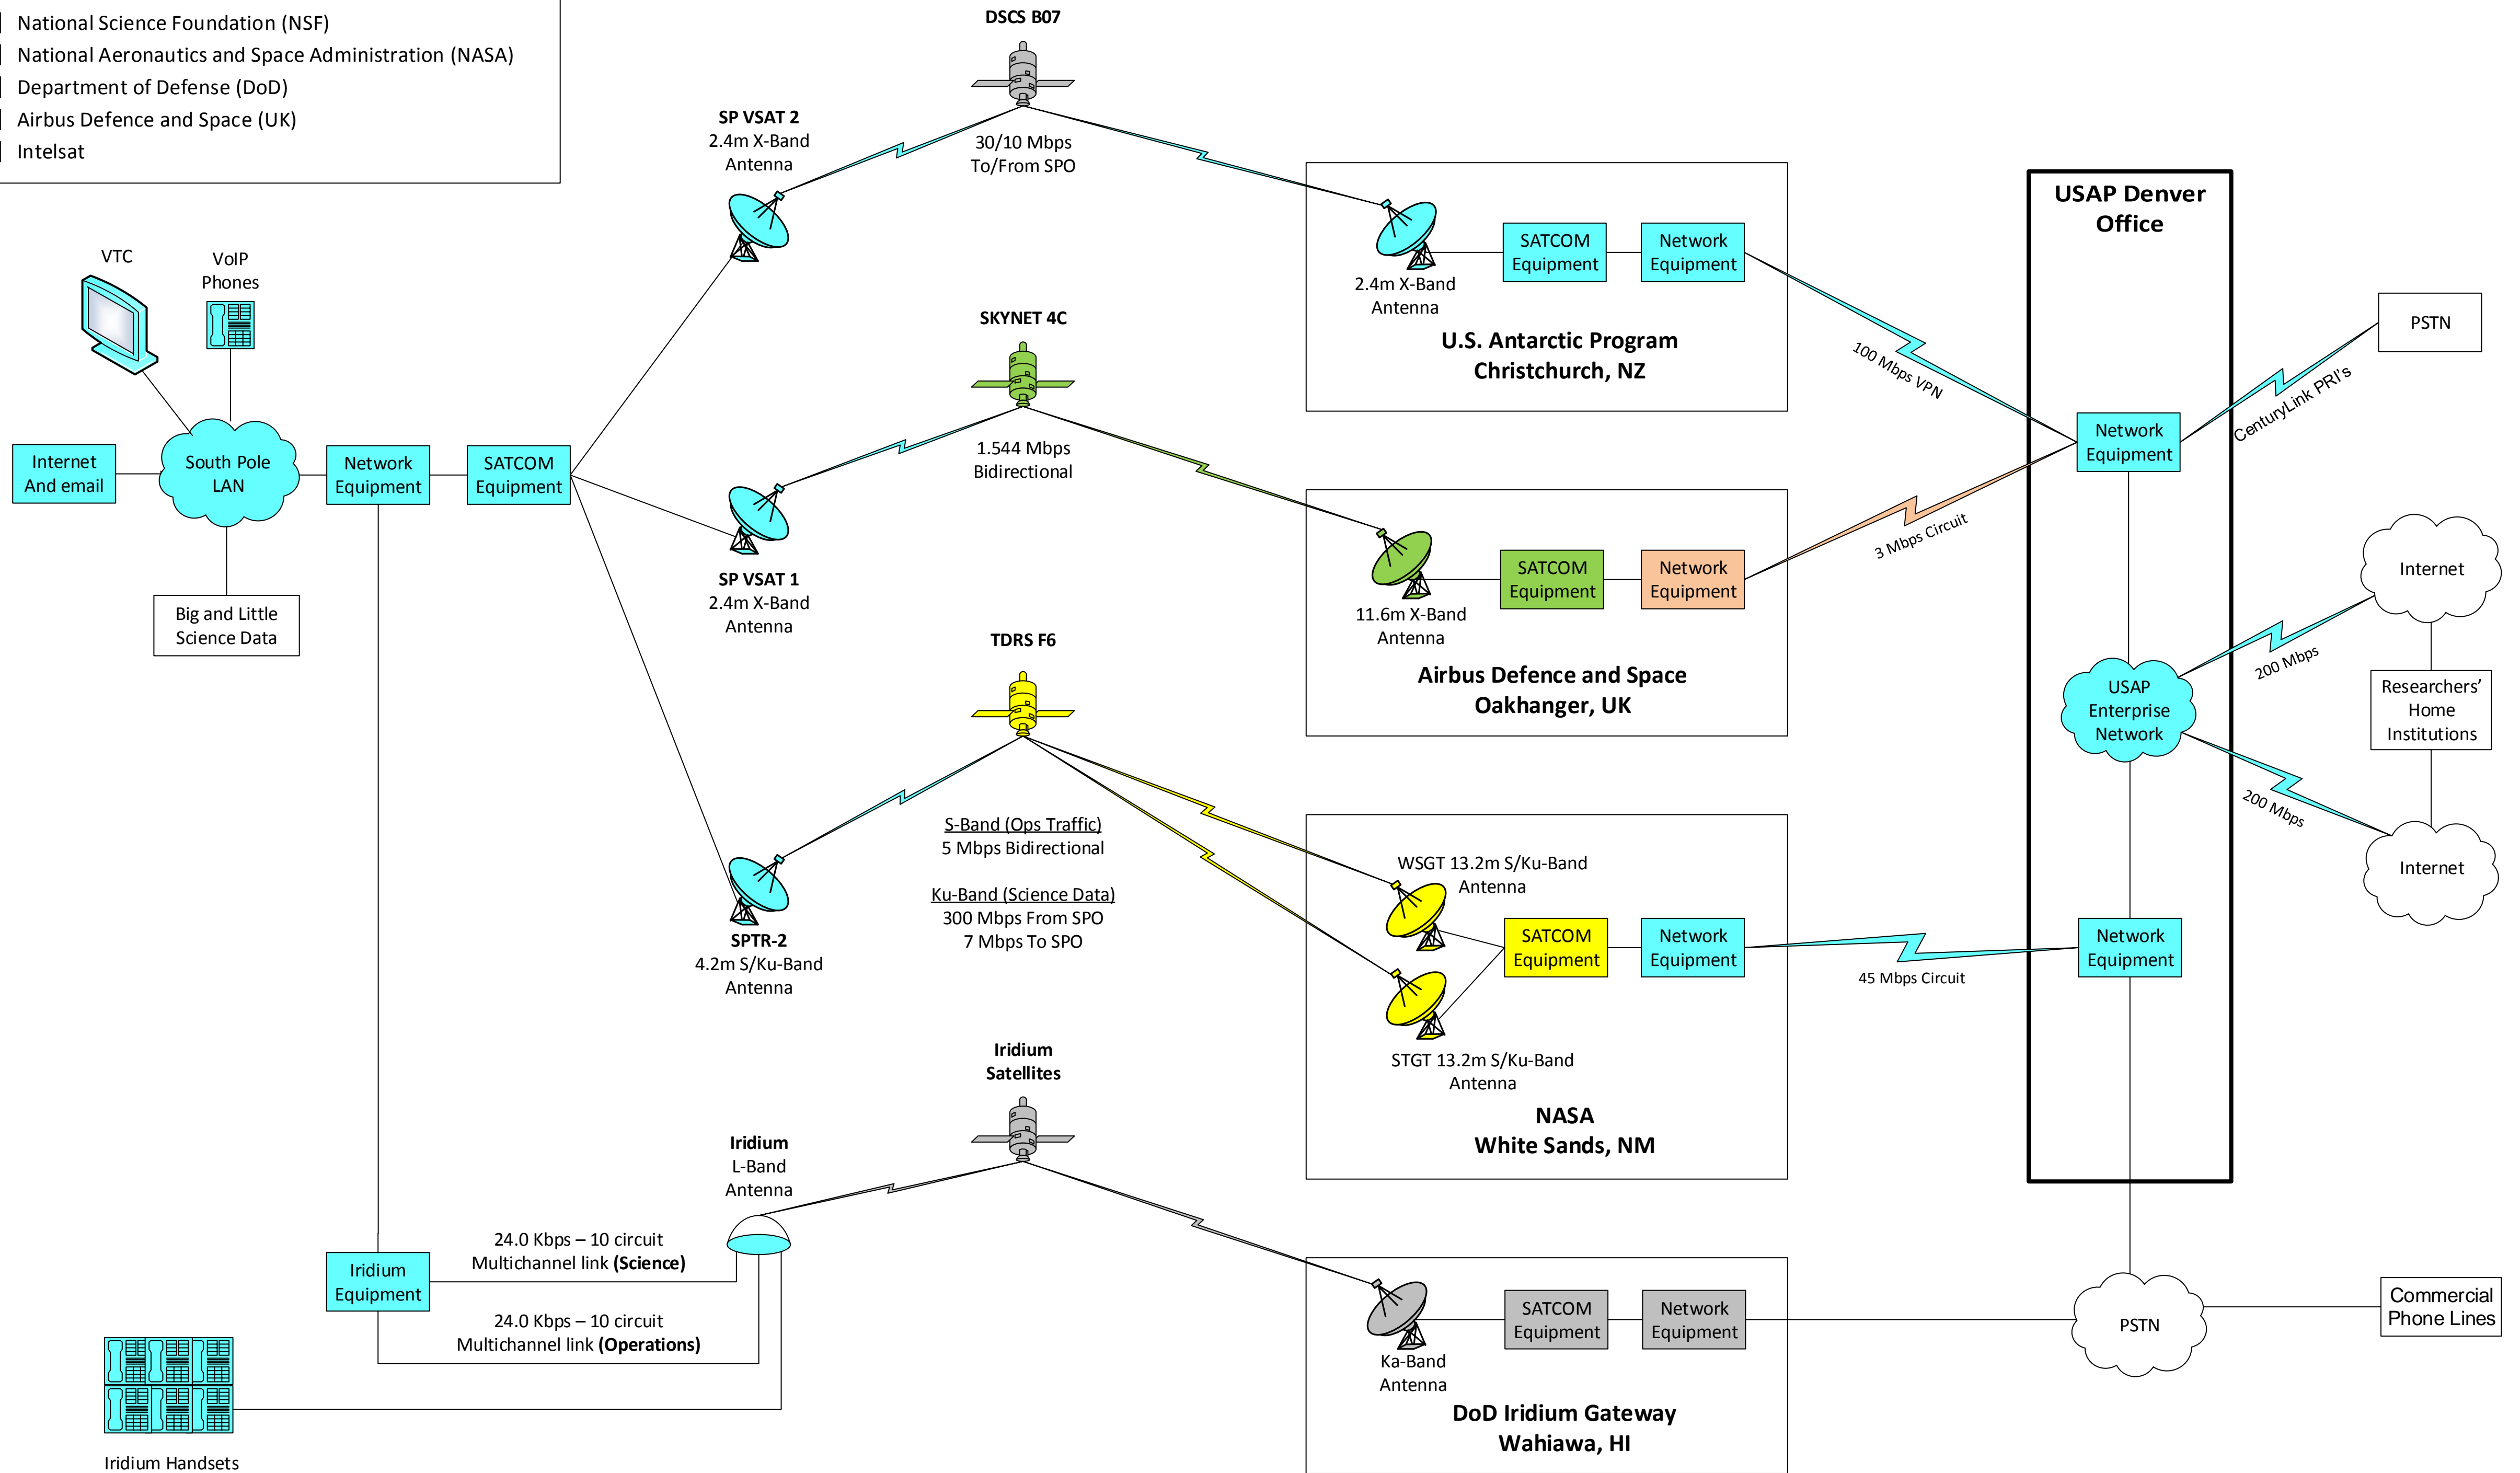 National Science Foundation (NSF)
National Aeronautics and Space Administration (NASA)
Department of Defense (DoD)
Airbus Defence and Space (UK)
Intelsat
DSCS B07
SP VSAT 2
2.4m X-Band
Antenna
30/10 Mbps
To/From SPO
SATCOM
Equipment
Network
Equipment
2.4m X-Band
Antenna
U.S. Antarctic Program
Christchurch, NZ
100 Mbps VPN
USAP Denver
Office
Network
Equipment
CenturyLink PRI's
PSTN
VTC
VoIP
Phones
Internet
And email
South Pole
LAN
Network
Equipment
SATCOM
Equipment
Big and Little
Science Data
SKYNET 4C
1.544 Mbps
Bidirectional
SP VSAT 1
2.4m X-Band
Antenna
SATCOM
Equipment
Network
Equipment
11.6m X-Band
Antenna
Airbus Defence and Space
Oakhanger, UK
3 Mbps Circuit
USAP
Enterprise
Network
200 Mbps
Internet
Researchers’
Home
Institutions
200 Mbps
Internet
TDRS F6
S-Band (Ops Traffic)
5 Mbps Bidirectional
Ku-Band (Science Data)
300 Mbps From SPO
7 Mbps To SPO
SPTR-2
4.2m S/Ku-Band
Antenna
WSGT 13.2m S/Ku-Band
Antenna
SATCOM
Equipment
Network
Equipment
STGT 13.2m S/Ku-Band
Antenna
NASA
White Sands, NM
45 Mbps Circuit
Network
Equipment
Iridium
Satellites
Iridium
L-Band
Antenna
24.0 Kbps – 10 circuit
Multichannel link (Science)
Iridium
Equipment
24.0 Kbps – 10 circuit
Multichannel link (Operations)
Iridium Handsets
SATCOM
Equipment
Network
Equipment
Ka-Band
Antenna
DoD Iridium Gateway
Wahiawa, HI
PSTN
Commercial
Phone Lines